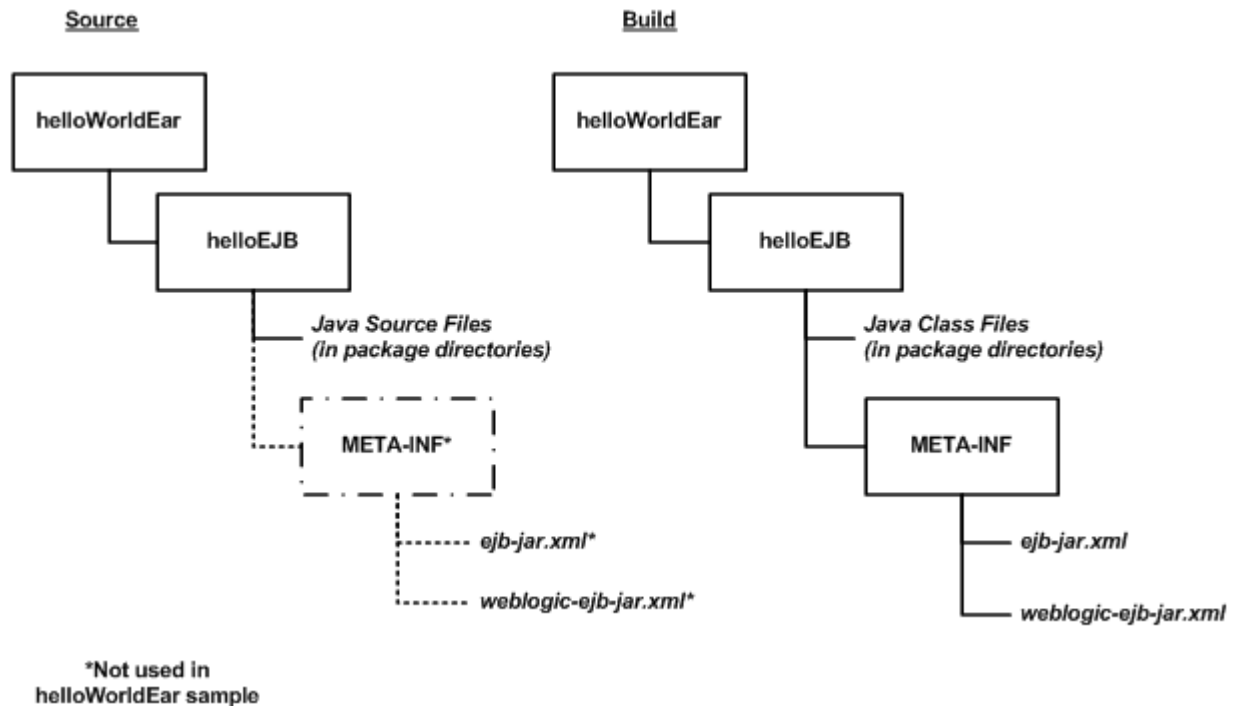 Source
helloWorldEar
helloEJB
Java Source Files
(in package directories)
META-INF*
ejb-jar.xml*
weblogic-ejb-jar.xml*
*Not used in
helloWorldEar sample
Build
helloWorldEar
helloEJB
Java Class Files
(in package directories)
META-INF
ejb-jar.xml
weblogic-ejb-jar.xml